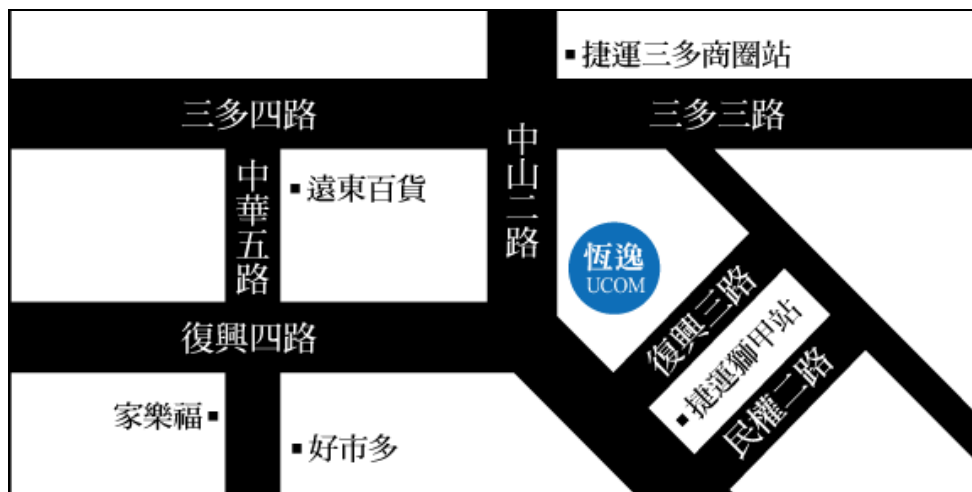 捷運三多商圈站
三多四路
三多三路
中山二路
中華五路
遠東百貨
恆逸
UCOM
復興三路
捷運獅甲站
復興四路
民權二路
家樂福
好市多